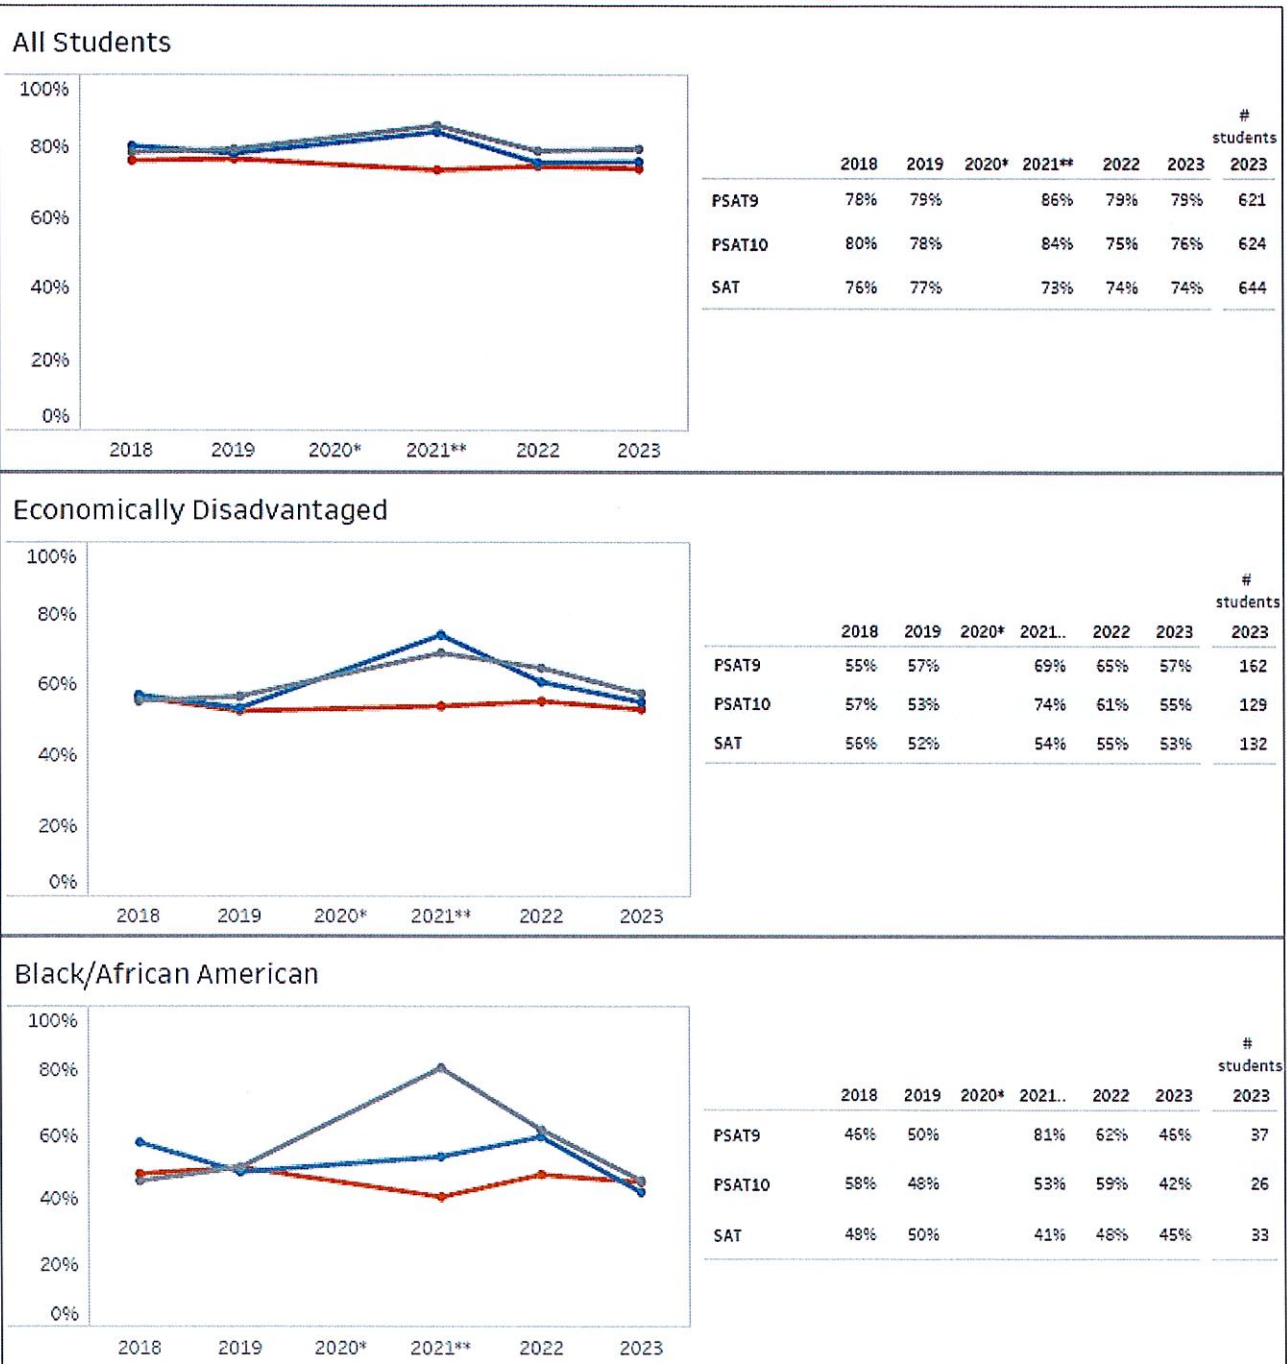 All Students
100%
80%
60%
40%
20%
0%
2018 2019 2020* 2021** 2022 2023
#
students
2018 2019 2020* 2021** 2022 2023 2023
PSAT9 78% 79% 86% 79% 79% 621
PSAT10 80% 78% 84% 75% 76% 624
SAT 76% 77% 73% 74% 74% 644
Economically Disadvantaged
100%
80%
60%
40%
20%
0%
2018 2019 2020* 2021** 2022 2023
#
students
2018 2019 2020* 2021.. 2022 2023 2023
PSAT9 55% 57% 69% 65% 57% 162
PSAT10 57% 53% 74% 61% 55% 129
SAT 56% 52% 54% 55% 53% 132
Black/African American
100%
80%
60%
40%
20%
0%
2018 2019 2020* 2021** 2022 2023
#
students
2018 2019 2020* 2021.. 2022 2023 2023
PSAT9 46% 50% 81% 62% 46% 37
PSAT10 58% 48% 53% 59% 42% 26
SAT 48% 50% 41% 48% 45% 33